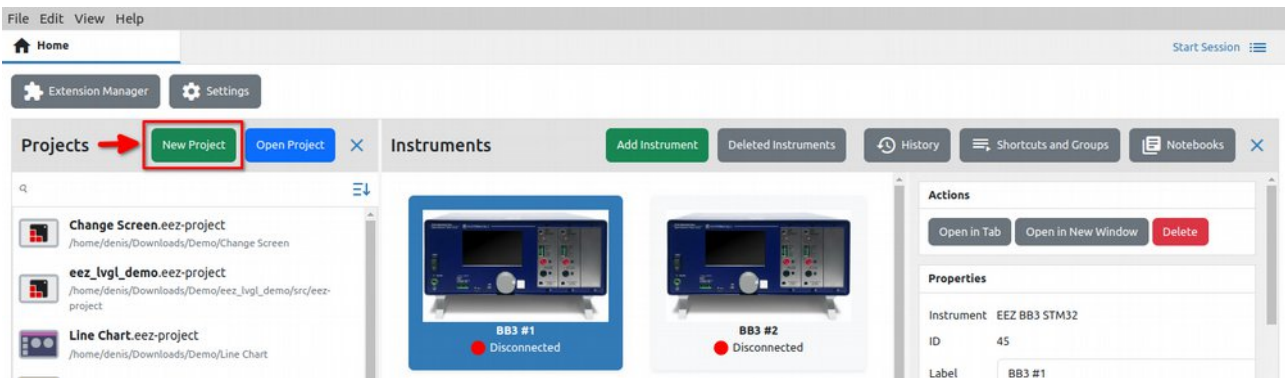 File Edit View Help
Home
Start Session
Extension Manager
Settings
Projects
New Project
Open Project
Instruments
Add Instrument
Deleted Instruments
History
Shortcuts and Groups
Notebooks
Change Screen.eez-project
/home/denis/Downloads/Demo/Change Screen
eez_lvgl_demo.eez-project
/home/denis/Downloads/Demo/eez_lvgl_demo/src/eez-
project
Line Chart.eez-project
/home/denis/Downloads/Demo/Line Chart
BB3 #1
Disconnected
BB3 #2
Disconnected
Actions
Open in Tab
Open in New Window
Delete
Properties
Instrument EEZ BB3 STM32
ID 45
Label BB3 #1